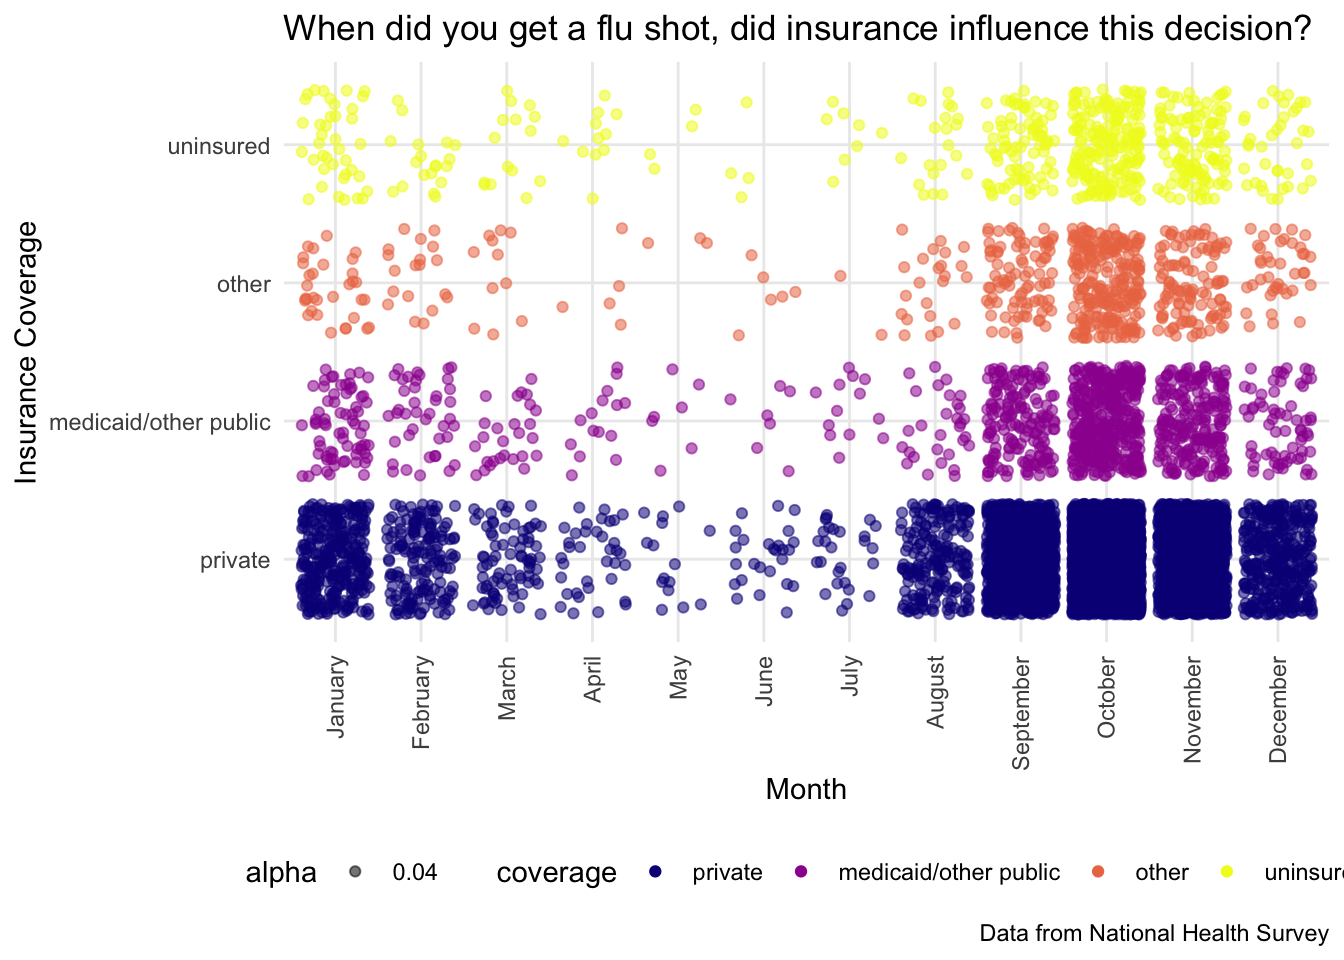 When did you get a flu shot, did insurance influence this decision?
Insurance Coverage
uninsured
other
medicaid/other public
private
January
February
March
April
May
June
July
August
September
October
November
December
Month
alpha 0.04 coverage private medicaid/other public other uninsure
Data from National Health Survey